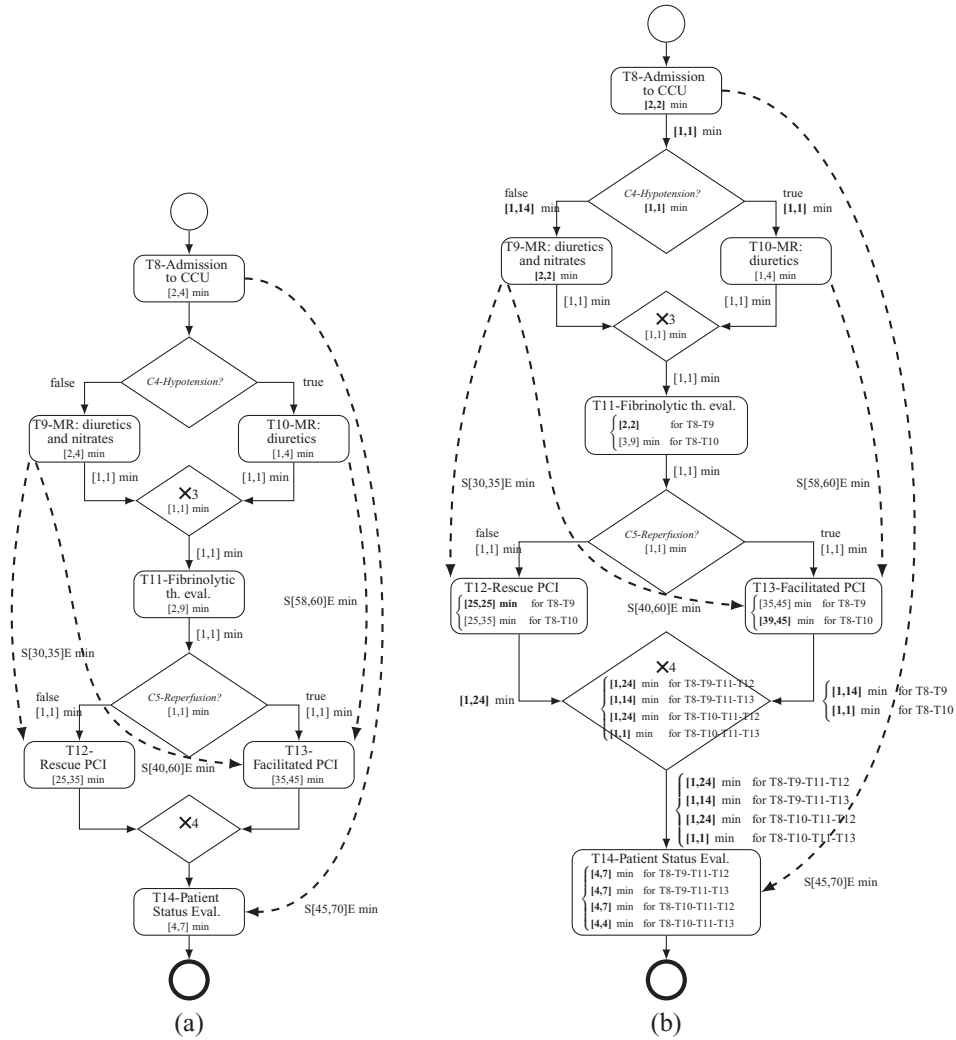 T8-Admission
to CCU
[2,4] min
C4-Hypotension?
false
true
T9-MR: diuretics
and nitrates
[2,4] min
T10-MR:
diuretics
[1,4] min
[1,1] min
[1,1] min
×3
[1,1] min
[1,1] min
T11-Fibrinolytic
th. eval.
[2,9] min
[1,1] min
S[58,60]E min
S[30,35]E min
C5-Reperfusion?
[1,1] min
false
[1,1] min
true
[1,1] min
T12-
Rescue PCI
[25,35] min
S[40,60]E min
T13-
Facilitated PCI
[35,45] min
×4
T14-Patient
Status Eval.
[4,7] min
S[45,70]E min
(a)
T8-Admission
to CCU
[2,2] min
[1,1] min
C4-Hypotension?
[1,1] min
false
[1,14] min
true
[1,1] min
T9-MR: diuretics
and nitrates
[2,2] min
T10-MR:
diuretics
[1,4] min
[1,1] min
[1,1] min
×3
[1,1] min
[1,1] min
T11-Fibrinolytic th. eval.
[2,2] for T8-T9
[3,9] min for T8-T10
[1,1] min
S[30,35]E min
S[58,60]E min
C5-Reperfusion?
[1,1] min
false
[1,1] min
true
[1,1] min
T12-Rescue PCI
[25,25] min for T8-T9
[25,35] min for T8-T10
S[40,60]E min
T13-Facilitated PCI
[35,45] min for T8-T9
[39,45] min for T8-T10
×4
[1,24] min for T8-T9-T11-T12
[1,14] min for T8-T9-T11-T13
[1,24] min for T8-T10-T11-T12
[1,1] min for T8-T10-T11-T13
[1,24] min
[1,14] min for T8-T9
[1,1] min for T8-T10
[1,24] min for T8-T9-T11-T12
[1,14] min for T8-T9-T11-T13
[1,24] min for T8-T10-T11-T12
[1,1] min for T8-T10-T11-T13
T14-Patient Status Eval.
[4,7] min for T8-T9-T11-T12
[4,7] min for T8-T9-T11-T13
[4,7] min for T8-T10-T11-T12
[4,4] min for T8-T10-T11-T13
S[45,70]E min
(b)